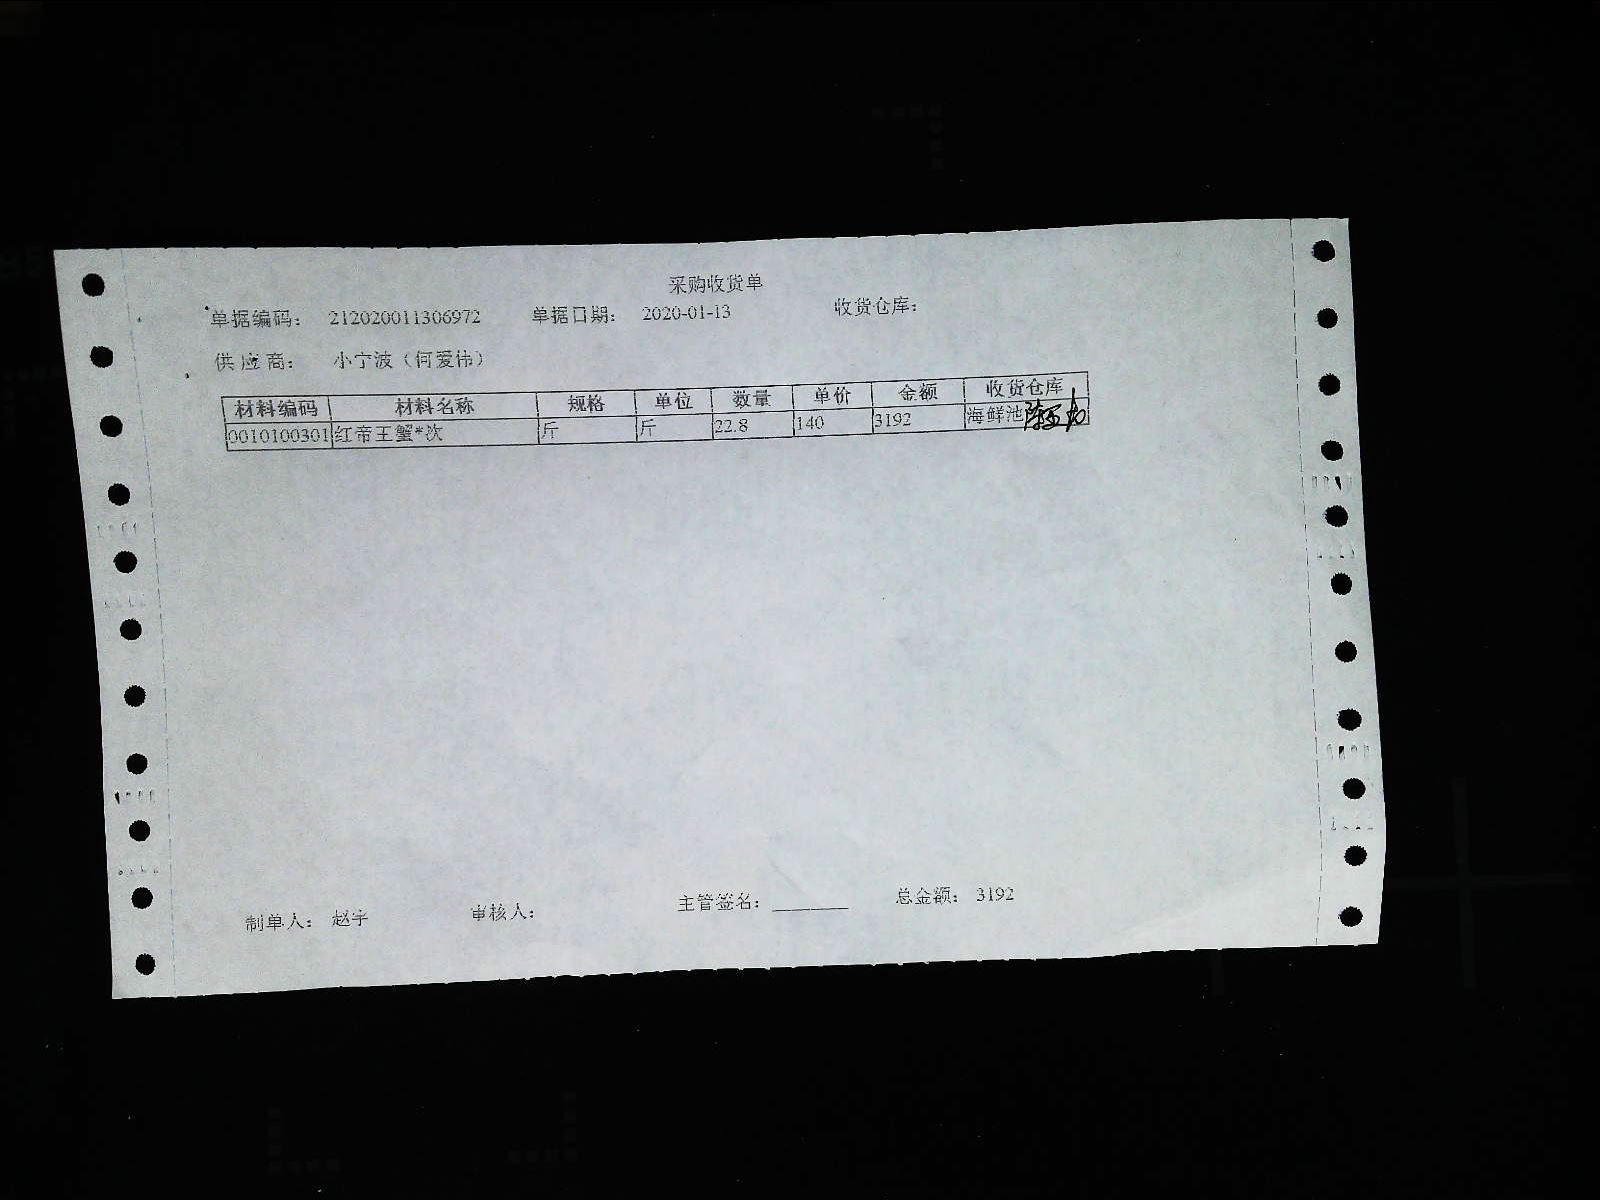 采购收货单
单据编码： 212020011306972 单据日期： 2020-01-13 收货仓库：
供应商： 小宁波（何爱伟）
材料编码 材料名称 规格 单位 数量 单价 金额 收货仓库
0010100301 红帝王蟹*次 斤 斤 22.8 140 3192 海鲜池
制单人： 赵宇 审核人： 主管签名： 总金额： 3192